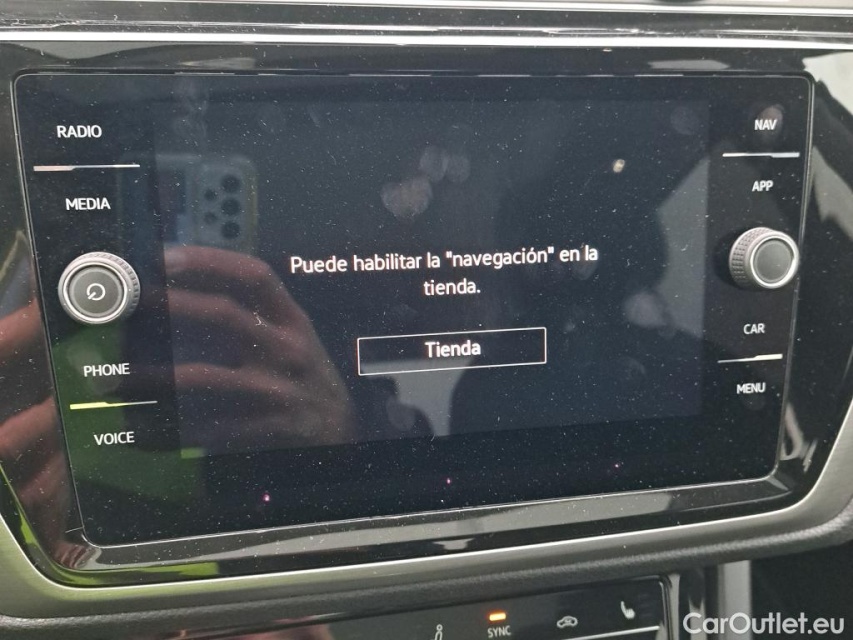 RADIO
MEDIA
PHONE
VOICE
Puede habilitar la "navegación" en la
tienda.
Tienda
NAV
APP
CAR
MENU
SYNC
CarOutlet.eu